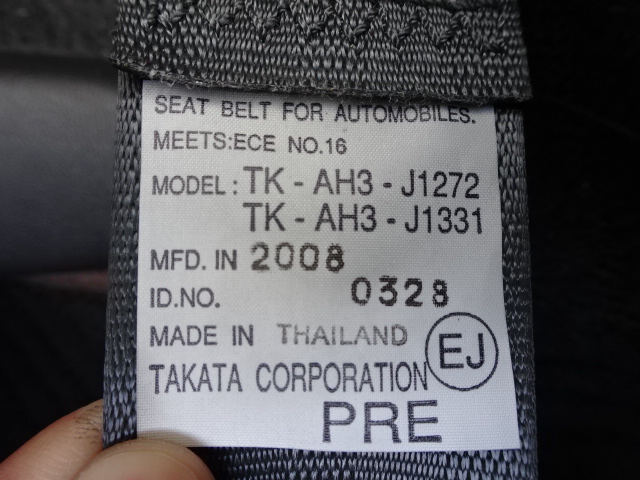 SEAT BELT FOR AUTOMOBILES.
MEETS:ECE NO.16
MODEL: TK - AH3 - J1272
TK - AH3 - J1331
MFD. IN 2008
ID.NO. 0328
MADE IN THAILAND
EJ
TAKATA CORPORATION
PRE